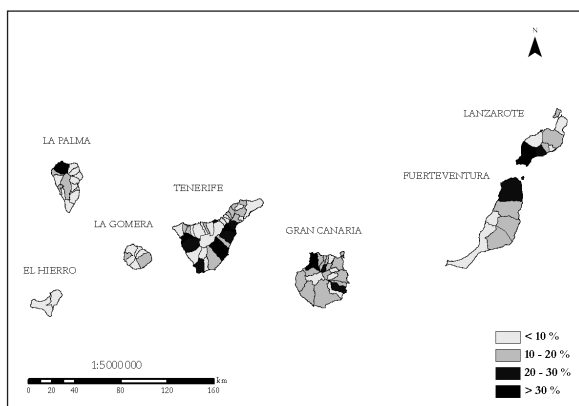 N
LANZAROTE
LA PALMA
FUERTEVENTURA
TENERIFE
LA GOMERA
GRAN CANARIA
EL HIERRO
< 10 %
10 - 20 %
20 - 30 %
> 30 %
1:5000000
km
0 20 40 80 120 160